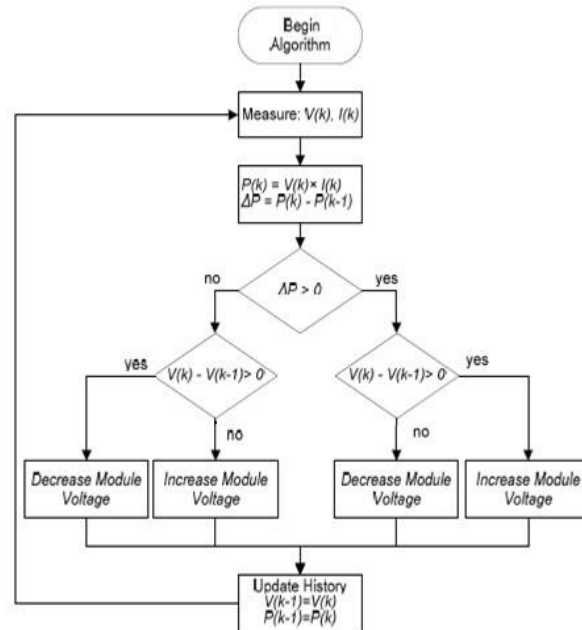 Begin
Algorithm
Measure: V(k), I(k)
P(k) = V(k)× I(k)
ΔP = P(k) - P(k-1)
no
ΔP > 0
yes
yes
V(k) - V(k-1)> 0
no
V(k) - V(k-1)> 0
yes
no
Decrease Module
Voltage
Increase Module
Voltage
Decrease Module
Voltage
Increase Module
Voltage
Update History
V(k-1)=V(k)
P(k-1)=P(k)